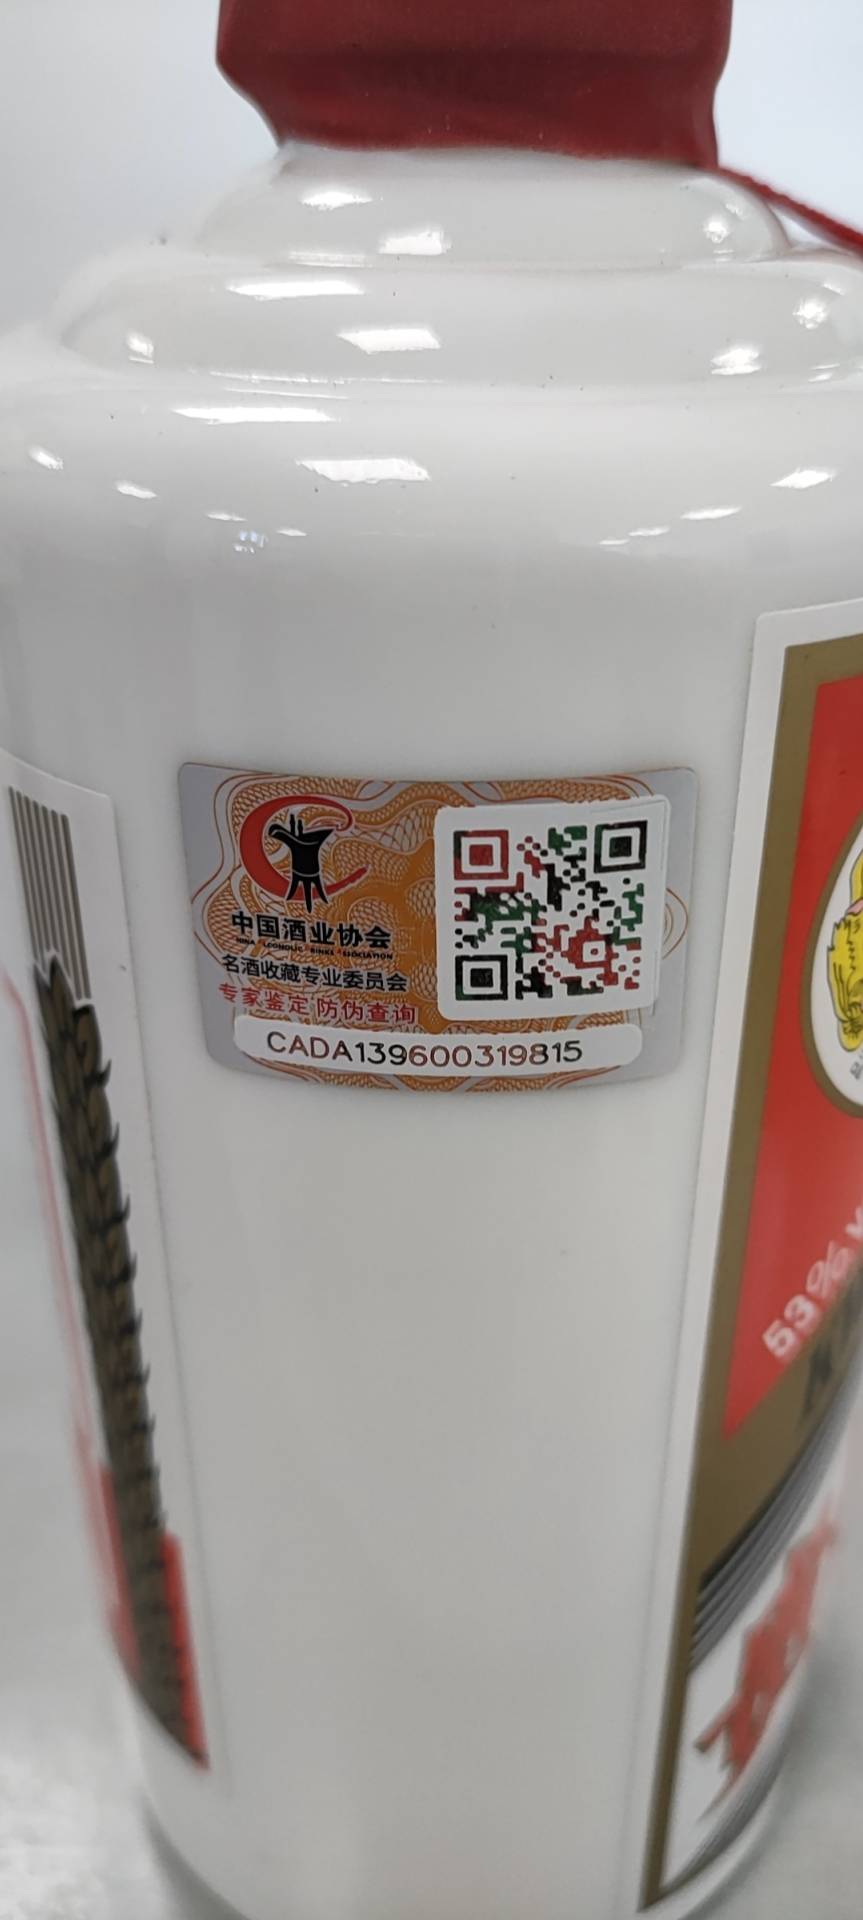 中国酒业协会
名酒收藏专业委员会
专家鉴定 防伪查询
CADA139600319815
53%